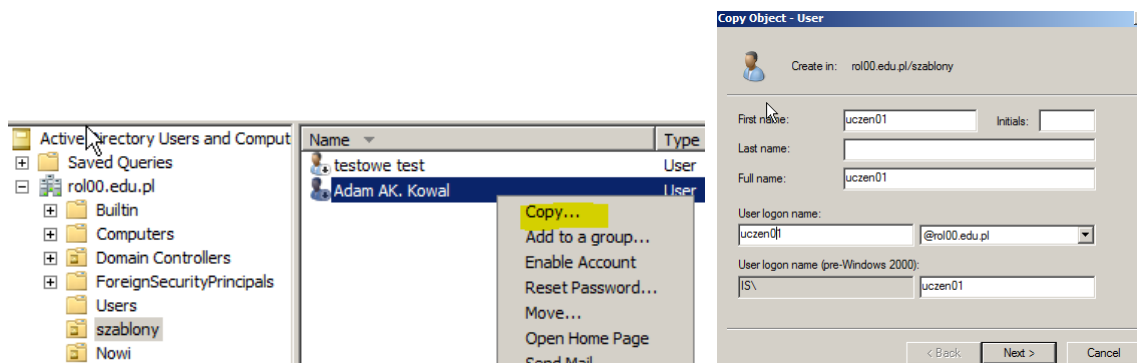 Active Directory Users and Comput
Saved Queries
rol00.edu.pl
Builtin
Computers
Domain Controllers
ForeignSecurityPrincipals
Users
szablony
Nowi
Name Type
testowe test User
Adam AK. Kowal User
Copy...
Add to a group...
Enable Account
Reset Password...
Move...
Open Home Page
Send Mail
Copy Object - User
Create in: rol00.edu.pl/szablony
First name: uczen01 Initials:
Last name:
Full name: uczen01
User logon name:
uczen01 @rol00.edu.pl
User logon name (pre-Windows 2000):
IS\ uczen01
< Back Next > Cancel